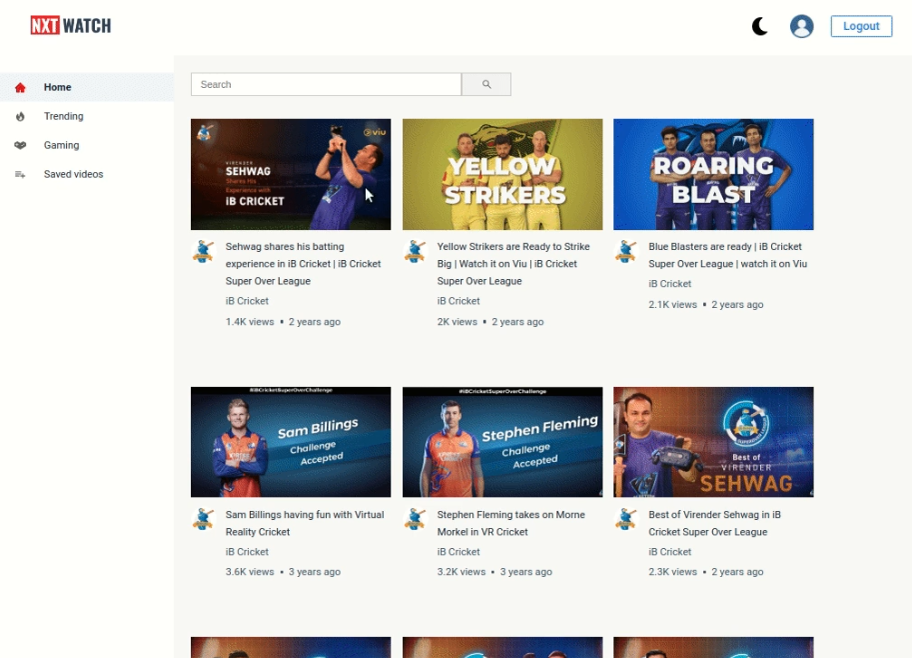 NXT WATCH
Logout
Home
Trending
Gaming
Saved videos
Search
viu
VIRENDER
SEHWAG
Shares His
Experience with
iB CRICKET
YELLOW
STRIKERS
ROARING
BLAST
Sehwag shares his batting
experience in iB Cricket | iB Cricket
Super Over League
iB Cricket
1.4K views • 2 years ago
Yellow Strikers are Ready to Strike
Big | Watch it on Viu | iB Cricket
Super Over League
iB Cricket
2K views • 2 years ago
Blue Blasters are ready | iB Cricket
Super Over League | watch it on Viu
iB Cricket
2.1K views • 2 years ago
#iBCricketSuperOverChallenge
Sam Billings
Challenge
Accepted
#iBCricketSuperOverChallenge
Stephen Fleming
Challenge
Accepted
Best of
VIRENDER
SEHWAG
Sam Billings having fun with Virtual
Reality Cricket
iB Cricket
3.6K views • 3 years ago
Stephen Fleming takes on Morne
Morkel in VR Cricket
iB Cricket
3.2K views • 3 years ago
Best of Virender Sehwag in iB
Cricket Super Over League
iB Cricket
2.3K views • 2 years ago